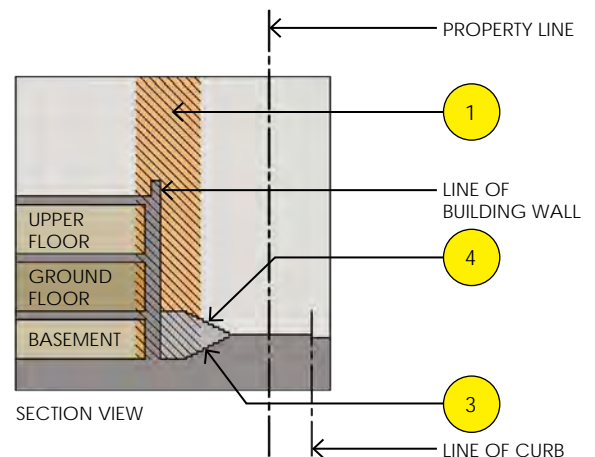 PROPERTY LINE
1
LINE OF
BUILDING WALL
UPPER
FLOOR
4
GROUND
FLOOR
BASEMENT
3
SECTION VIEW
LINE OF CURB